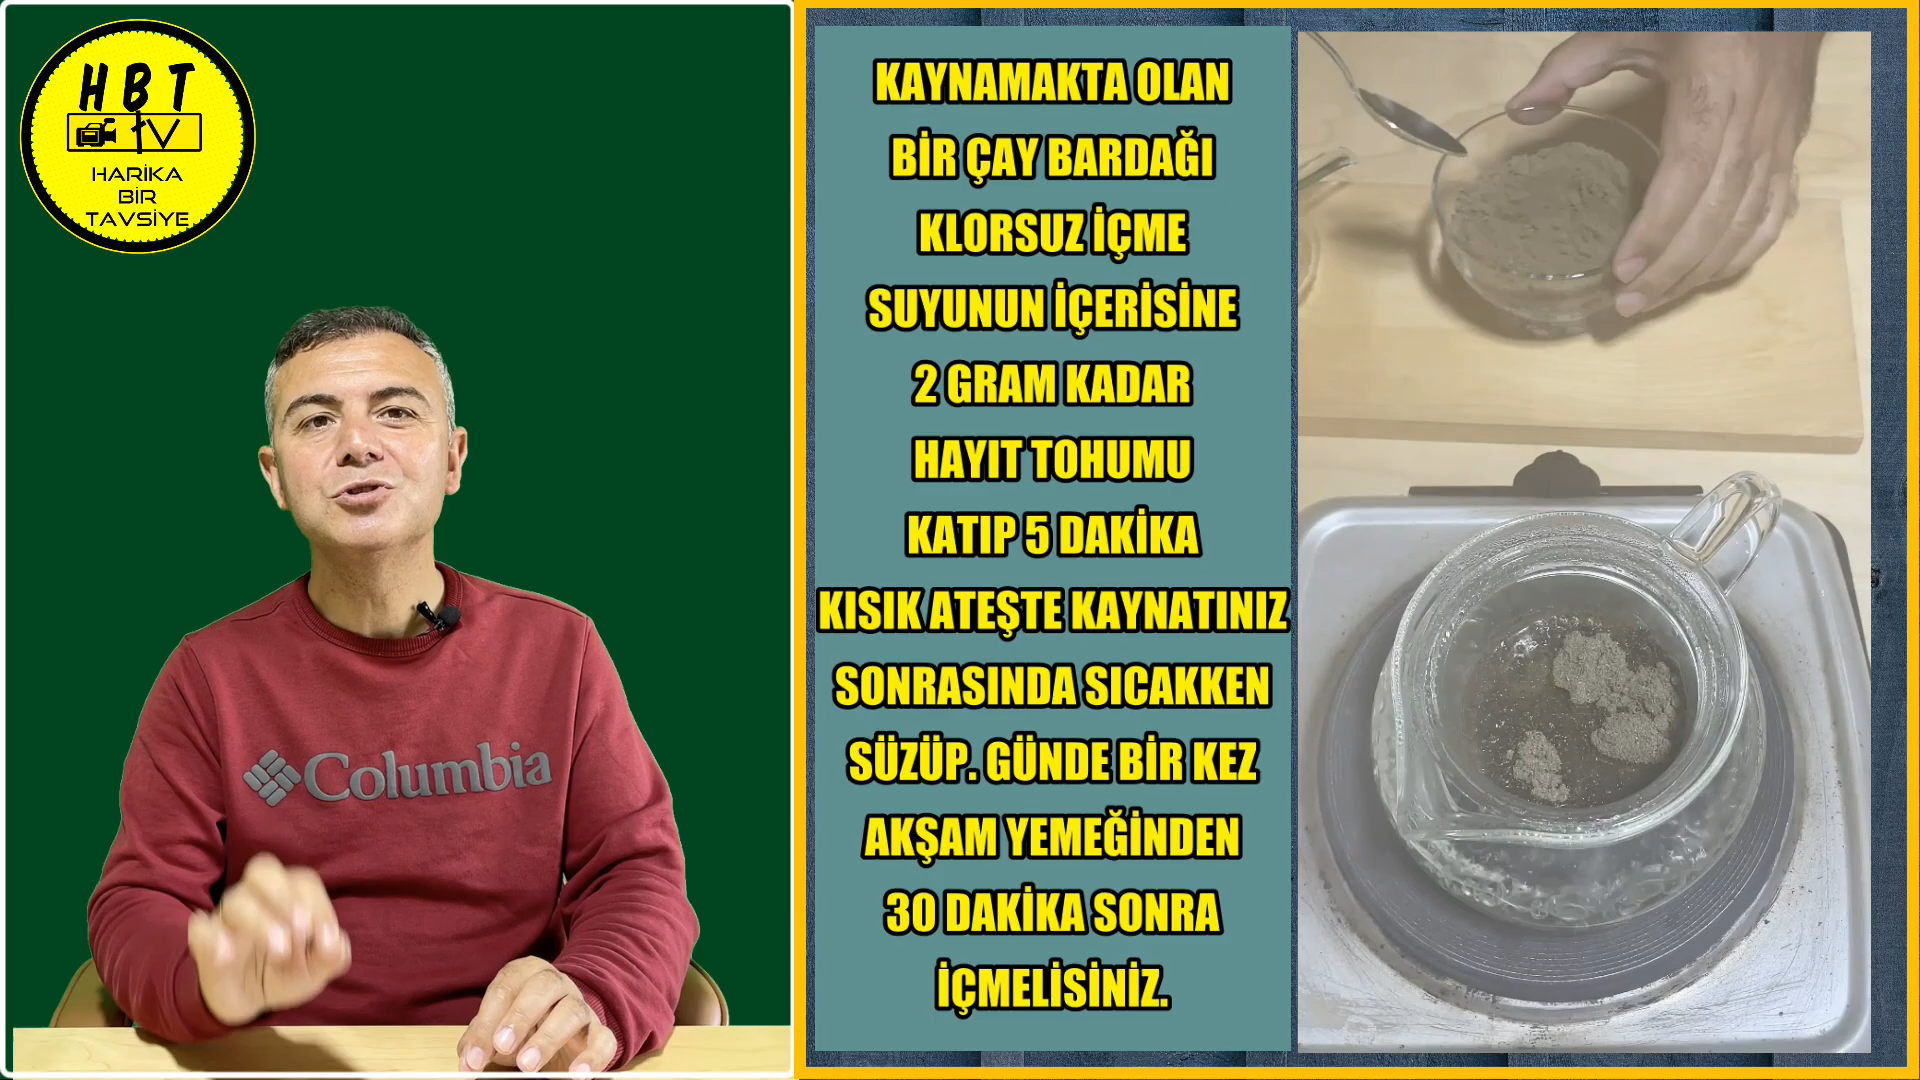 HBT
TV
HARİKA
BİR
TAVSİYE
Columbia
KAYNAMAKTA OLAN
BİR ÇAY BARDAĞI
KLORSUZ İÇME
SUYUNUN İÇERİSİNE
2 GRAM KADAR
HAYIT TOHUMU
KATIP 5 DAKİKA
KISIK ATEŞTE KAYNATINIZ
SONRASINDA SICAKKEN
SÜZÜP. GÜNDE BİR KEZ
AKŞAM YEMEĞİNDEN
30 DAKİKA SONRA
İÇMELİSİNİZ.